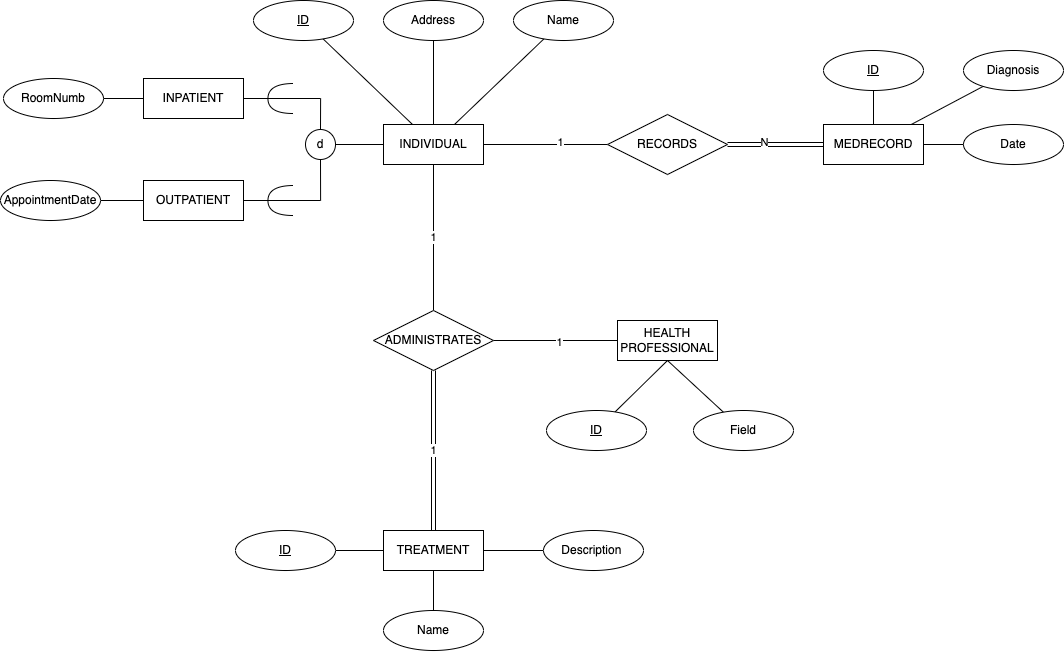 ID
Address
Name
ID
Diagnosis
RoomNumb
INPATIENT
d
INDIVIDUAL
1
RECORDS
N
MEDRECORD
Date
AppointmentDate
OUTPATIENT
1
ADMINISTRATES
1
HEALTH
PROFESSIONAL
ID
Field
1
ID
TREATMENT
Description
Name